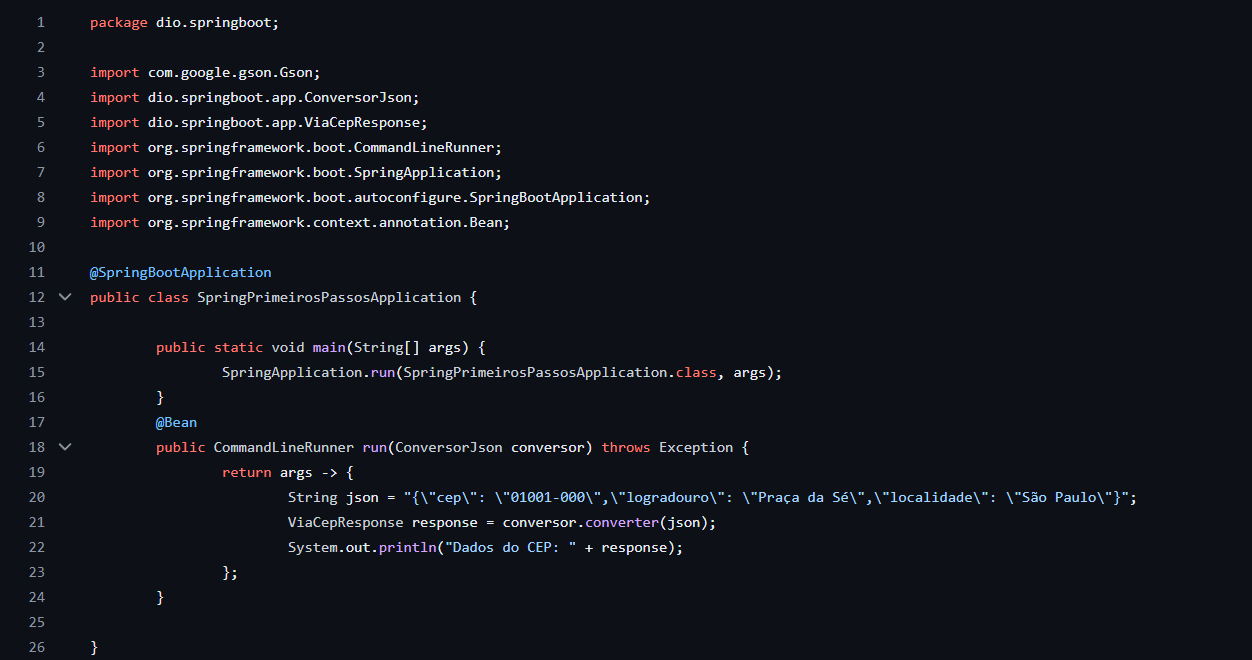 1 package dio.springboot;
2
3 import com.google.gson.Gson;
4 import dio.springboot.app.ConversorJson;
5 import dio.springboot.app.ViaCepResponse;
6 import org.springframework.boot.CommandLineRunner;
7 import org.springframework.boot.SpringApplication;
8 import org.springframework.boot.autoconfigure.SpringBootApplication;
9 import org.springframework.context.annotation.Bean;
10
11 @SpringBootApplication
12 public class SpringPrimeirosPassosApplication {
13
14 public static void main(String[] args) {
15 SpringApplication.run(SpringPrimeirosPassosApplication.class, args);
16 }
17 @Bean
18 public CommandLineRunner run(ConversorJson conversor) throws Exception {
19 return args -> {
20 String json = "{\"cep\": \"01001-000\",\"logradouro\": \"Praça da Sé\",\"localidade\": \"São Paulo\"}";
21 ViaCepResponse response = conversor.converter(json);
22 System.out.println("Dados do CEP: " + response);
23 };
24 }
25
26 }